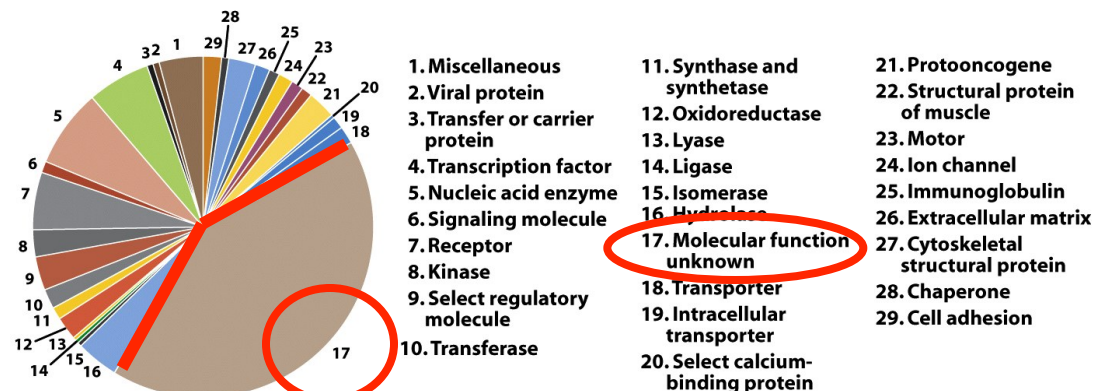 28
3 2
1
29
27
26
25
24
23
22
21
20
19
18
4
5
6
7
8
9
10
11
12
13
14
15
16
17
1. Miscellaneous
2. Viral protein
3. Transfer or carrier
protein
4. Transcription factor
5. Nucleic acid enzyme
6. Signaling molecule
7. Receptor
8. Kinase
9. Select regulatory
molecule
10. Transferase
11. Synthase and
synthetase
12. Oxidoreductase
13. Lyase
14. Ligase
15. Isomerase
16. Hydrolase
17. Molecular function
unknown
18. Transporter
19. Intracellular
transporter
20. Select calcium-
binding protein
21. Protooncogene
22. Structural protein
of muscle
23. Motor
24. Ion channel
25. Immunoglobulin
26. Extracellular matrix
27. Cytoskeletal
structural protein
28. Chaperone
29. Cell adhesion